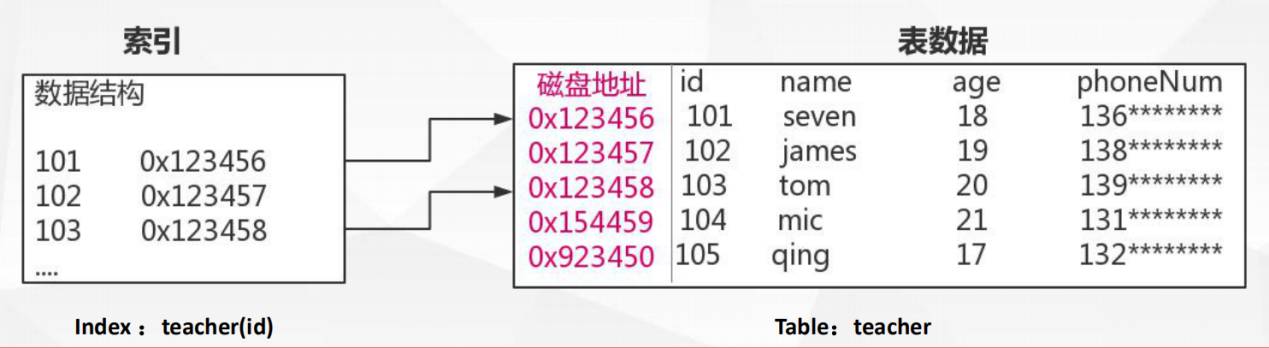 索引
数据结构
101 0x123456
102 0x123457
103 0x123458
....
Index： teacher(id)
表数据
磁盘地址 id name age phoneNum
0x123456 101 seven 18 136********
0x123457 102 james 19 138********
0x123458 103 tom 20 139********
0x154459 104 mic 21 131********
0x923450 105 qing 17 132********
Table：teacher